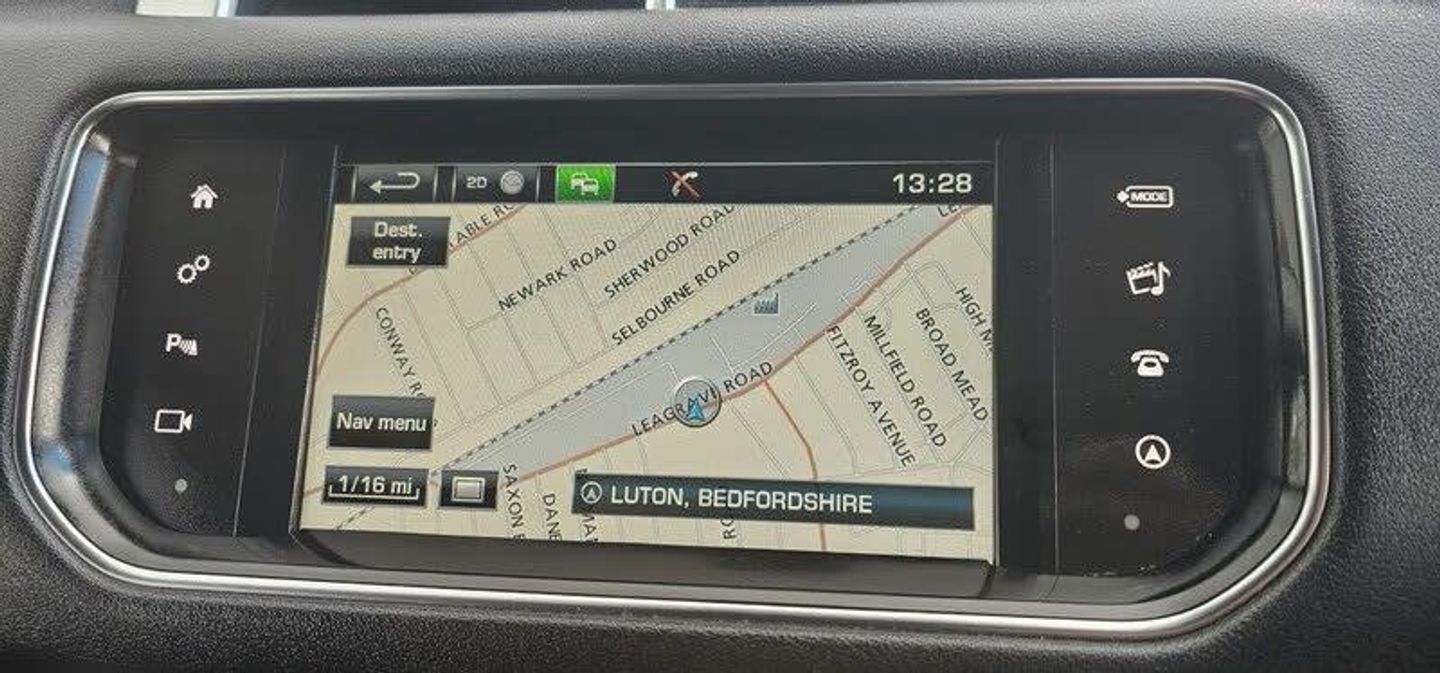 2D
13:28
MODE
Dest.
entry
NEWARK ROAD
SHERWOOD ROAD
SELBOURNE ROAD
CONWAY
HIGH
BROAD MEAD
MILLFIELD ROAD
FITZROY AVENUE
LEAGRAVE ROAD
P
Nav menu
1/16 mi
SAXON
LUTON, BEDFORDSHIRE